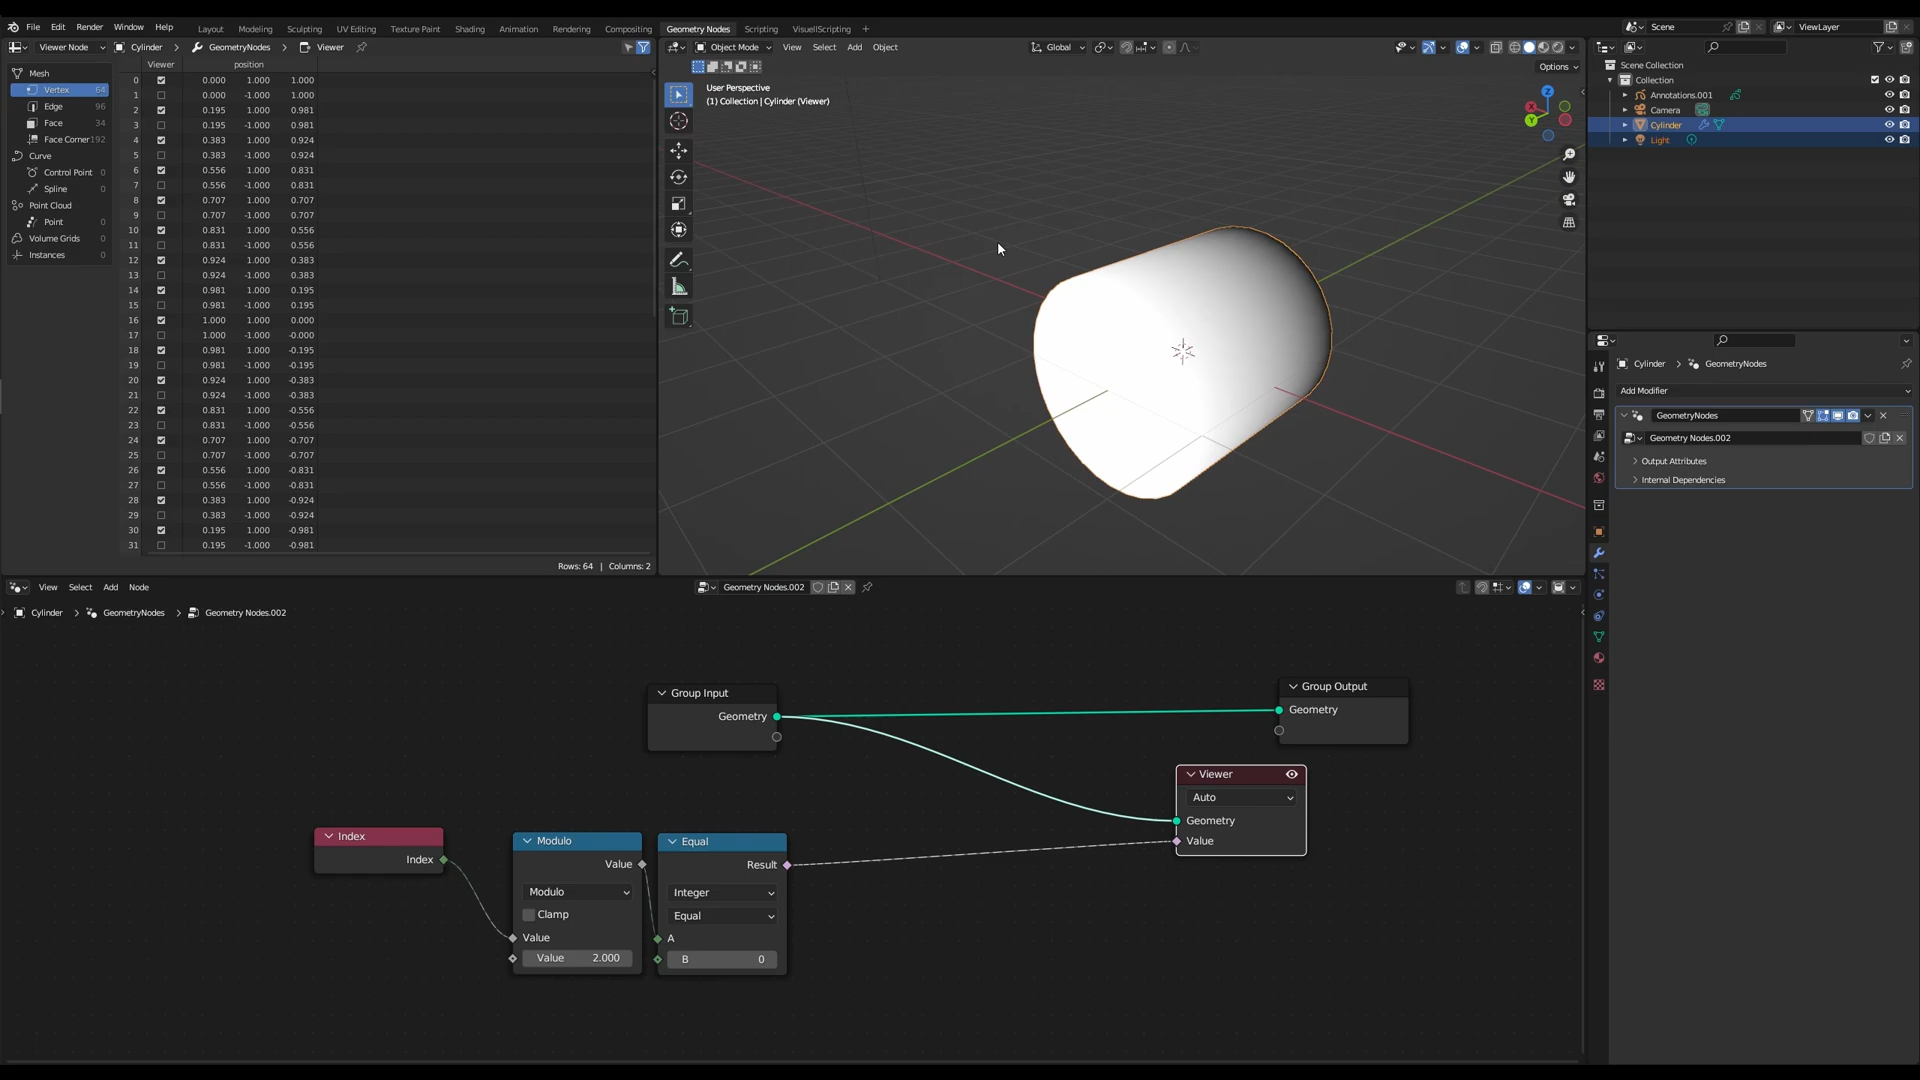 File Edit Render Window Help Layout Modeling Sculpting UV Editing Texture Paint Shading Animation Rendering Compositing Geometry Nodes Scripting VisuellScripting + Scene ViewLayer
Viewer Node Cylinder GeometryNodes Viewer
Viewer position
Mesh
Vertex 64
Edge 96
Face 34
Face Corner 192
Curve
Control Point 0
Spline 0
Point Cloud
Point 0
Volume Grids 0
Instances 0
0 0.000 1.000 1.000
1 0.000 -1.000 1.000
2 0.195 1.000 0.981
3 0.195 -1.000 0.981
4 0.383 1.000 0.924
5 0.383 -1.000 0.924
6 0.556 1.000 0.831
7 0.556 -1.000 0.831
8 0.707 1.000 0.707
9 0.707 -1.000 0.707
10 0.831 1.000 0.556
11 0.831 -1.000 0.556
12 0.924 1.000 0.383
13 0.924 -1.000 0.383
14 0.981 1.000 0.195
15 0.981 -1.000 0.195
16 1.000 1.000 0.000
17 1.000 -1.000 -0.000
18 0.981 1.000 -0.195
19 0.981 -1.000 -0.195
20 0.924 1.000 -0.383
21 0.924 -1.000 -0.383
22 0.831 1.000 -0.556
23 0.831 -1.000 -0.556
24 0.707 1.000 -0.707
25 0.707 -1.000 -0.707
26 0.556 1.000 -0.831
27 0.556 -1.000 -0.831
28 0.383 1.000 -0.924
29 0.383 -1.000 -0.924
30 0.195 1.000 -0.981
31 0.195 -1.000 -0.981
Rows: 64 | Columns: 2
Object Mode View Select Add Object Global
Options
User Perspective
(1) Collection | Cylinder (Viewer)
Z
X
Y
Scene Collection
Collection
Annotations.001
Camera
Cylinder
Light
Cylinder GeometryNodes
Add Modifier
GeometryNodes
Geometry Nodes.002
Output Attributes
Internal Dependencies
View Select Add Node Geometry Nodes.002
Cylinder GeometryNodes Geometry Nodes.002
Group Input
Geometry
Group Output
Geometry
Viewer
Auto
Geometry
Value
Index
Index
Modulo
Value
Modulo
Clamp
Value
Value 2.000
Equal
Result
Integer
Equal
A
B 0